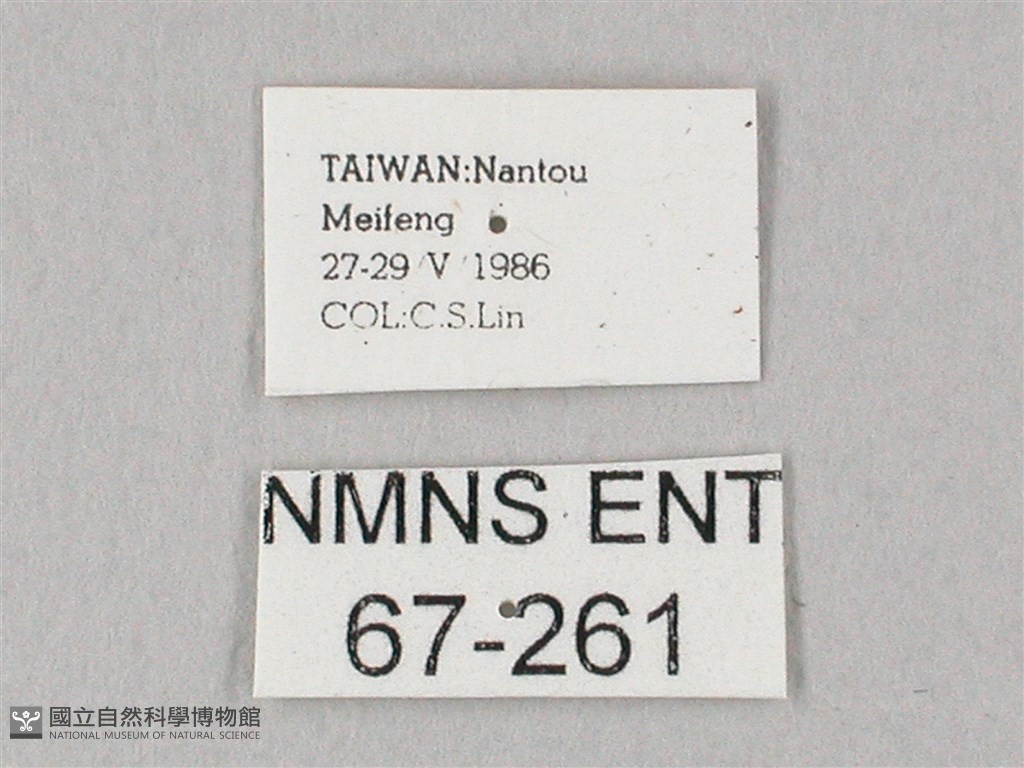 TAIWAN:Nantou
Meifeng
27-29 V 1986
COL:C.S.Lin
NMNS ENT
67-261
國立自然科學博物館
NATIONAL MUSEUM OF NATURAL SCIENCE